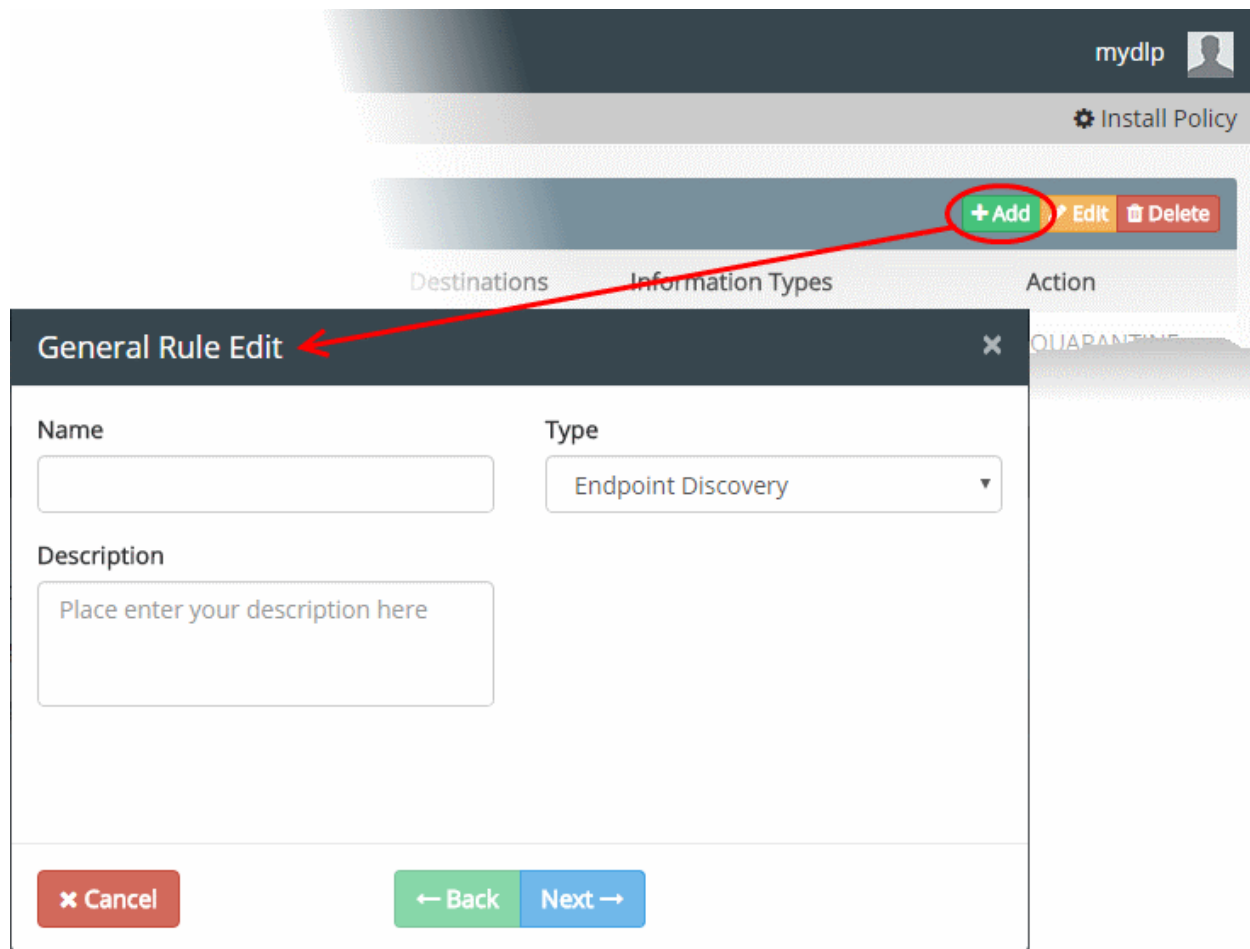 mydlp
Install Policy
+ Add Edit Delete
Destinations Information Types Action
QUARANTINE
General Rule Edit ×
Name Type
Endpoint Discovery
Description
Place enter your description here
× Cancel ← Back Next →